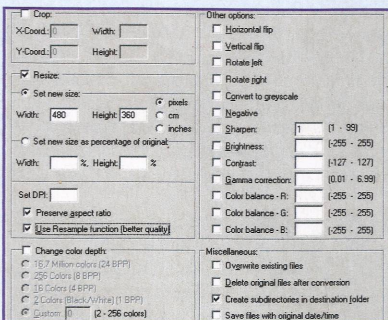 Crop:
X-Coord.: 0 Width:
Y-Coord.: 0 Height:
Resize:
Set new size:
pixels
Width: 480 Height: 360 cm
inches
Set new size as percentage of original:
Width: %, Height: %
Set DPI:
Preserve aspect ratio
Use Resample function (better quality)
Change color depth:
16,7 Million colors (24 BPP)
256 Colors (8 BPP)
16 Colors (4 BPP)
2 Colors (Black/White) (1 BPP)
Custom: 0 (2 - 256 colors)
Other options:
Horizontal flip
Vertical flip
Rotate left
Rotate right
Convert to greyscale
Negative
Sharpen: 1 (1 - 99)
Brightness: (-255 - 255)
Contrast: (-127 - 127)
Gamma correction: (0.01 - 6.99)
Color balance - R: (-255 - 255)
Color balance - G: (-255 - 255)
Color balance - B: (-255 - 255)
Miscellaneous:
Overwrite existing files
Delete original files after conversion
Create subdirectories in destination folder
Save files with original date/time